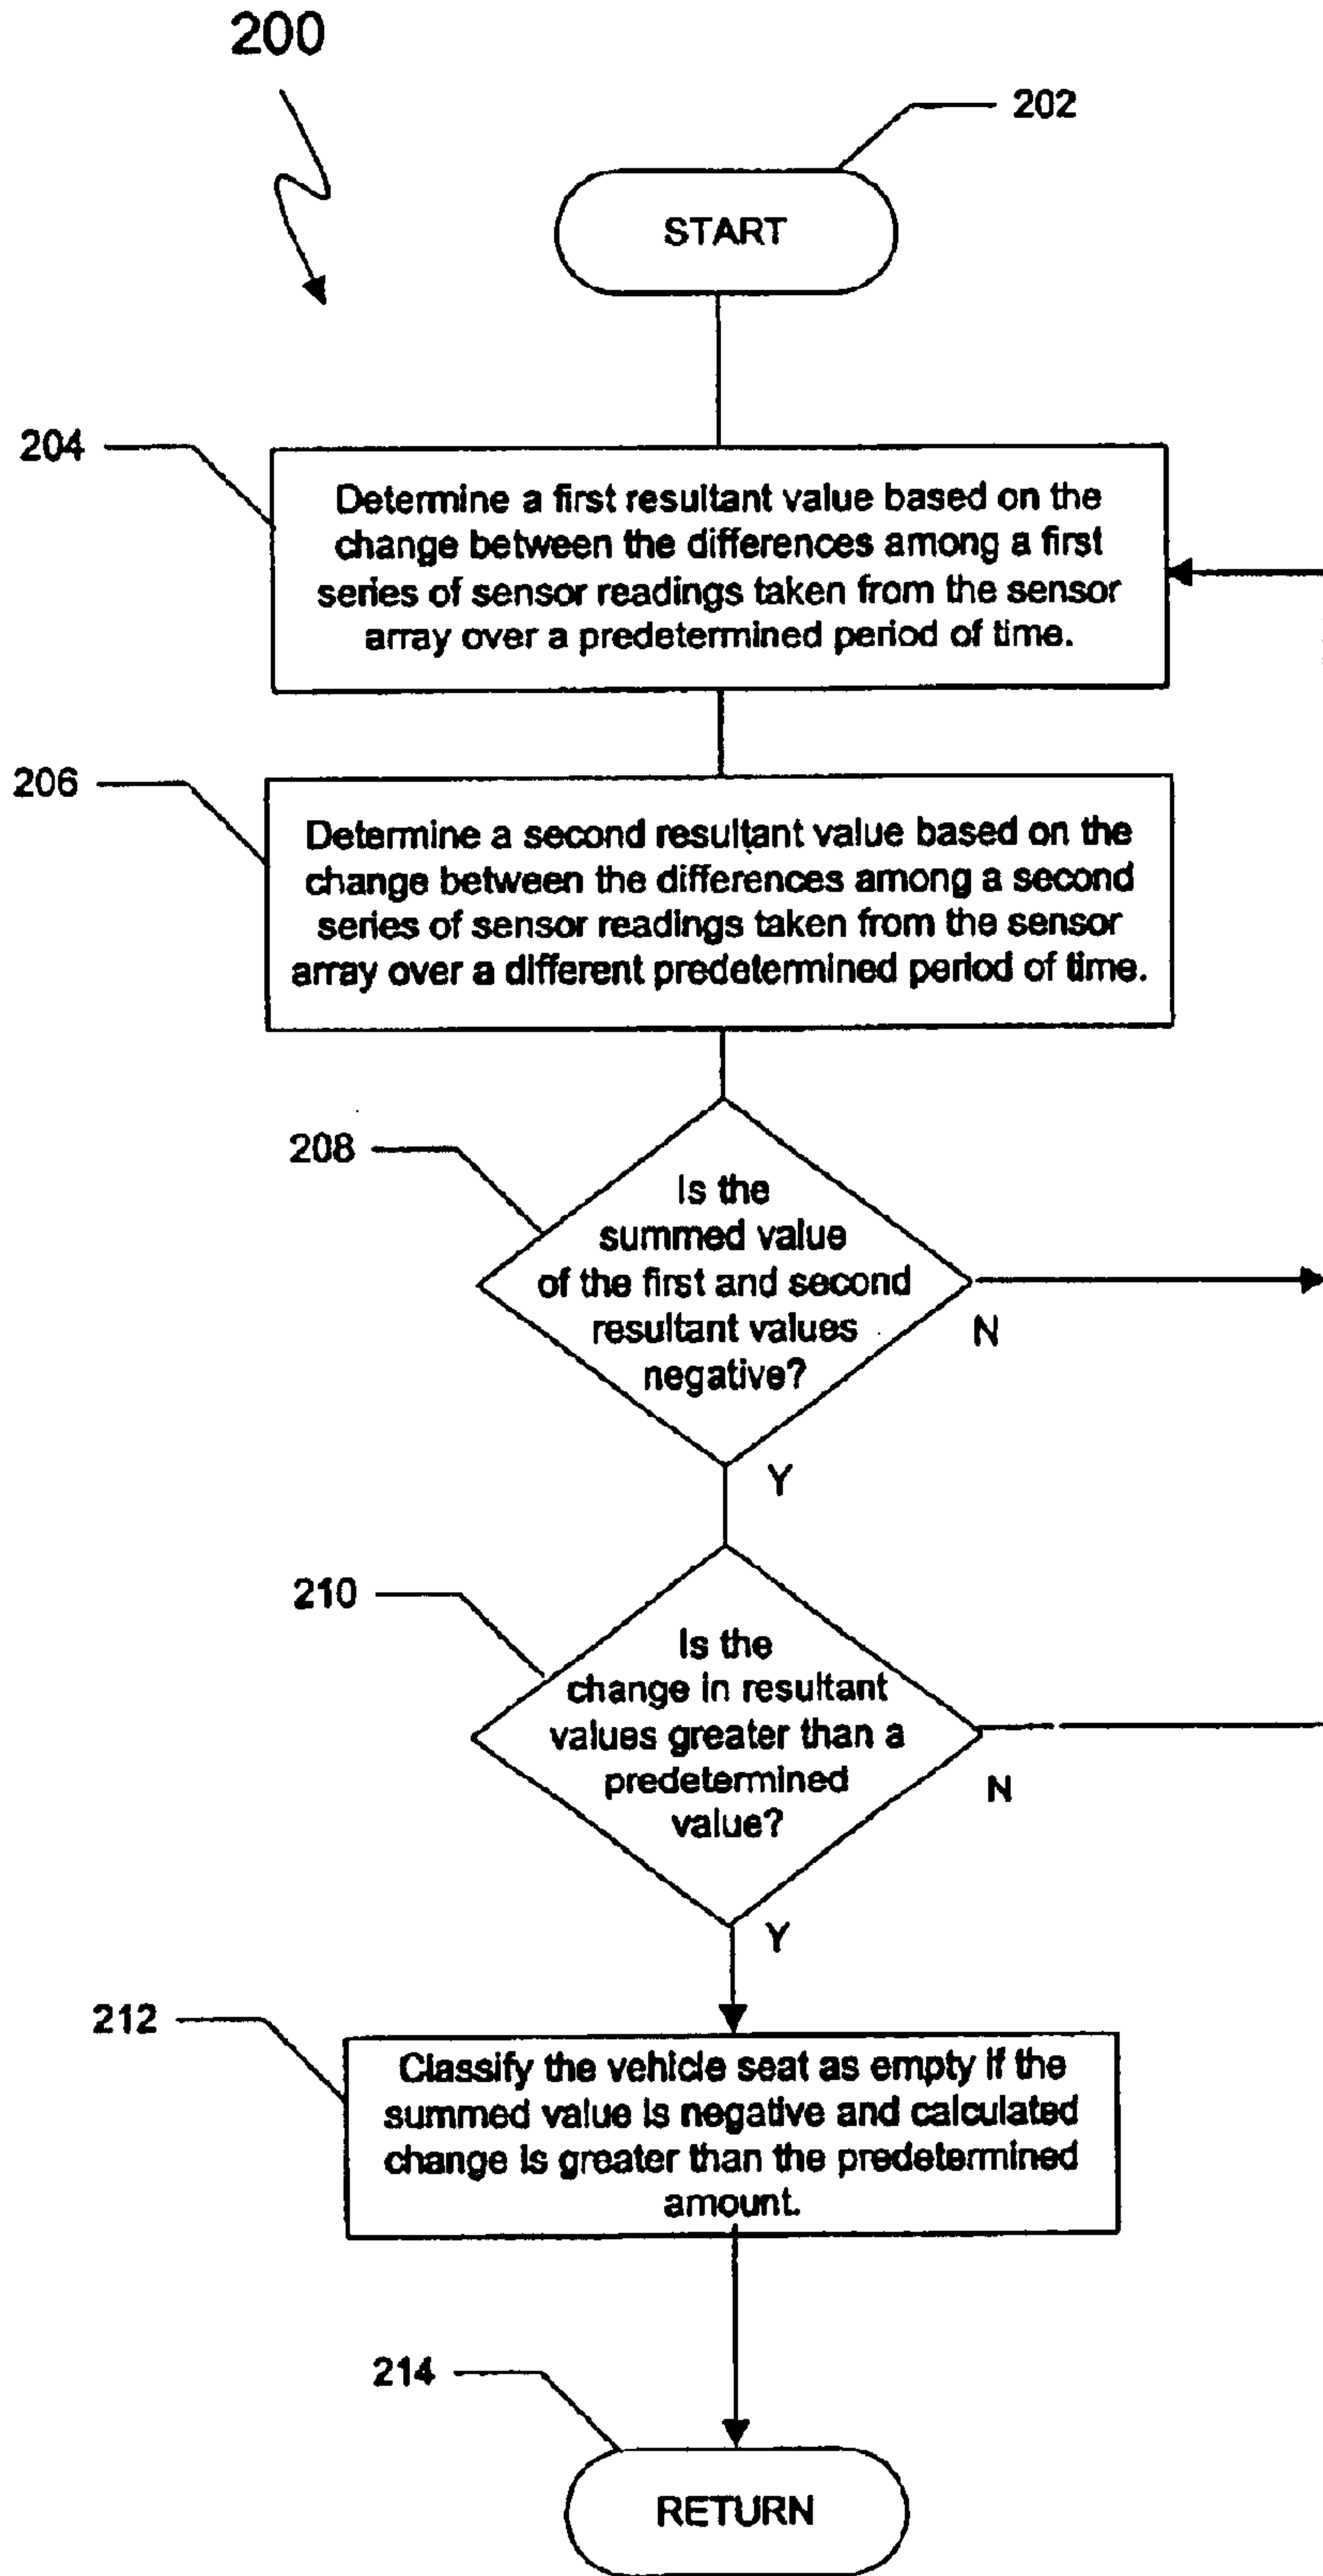 200
202
START
204
Determine a first resultant value based on the
change between the differences among a first
series of sensor readings taken from the sensor
array over a predetermined period of time.
206
Determine a second resultant value based on the
change between the differences among a second
series of sensor readings taken from the sensor
array over a different predetermined period of time.
208
Is the
summed value
of the first and second
resultant values
negative?
N
Y
210
Is the
change in resultant
values greater than a
predetermined
value?
N
Y
212
Classify the vehicle seat as empty if the
summed value is negative and calculated
change is greater than the predetermined
amount.
214
RETURN